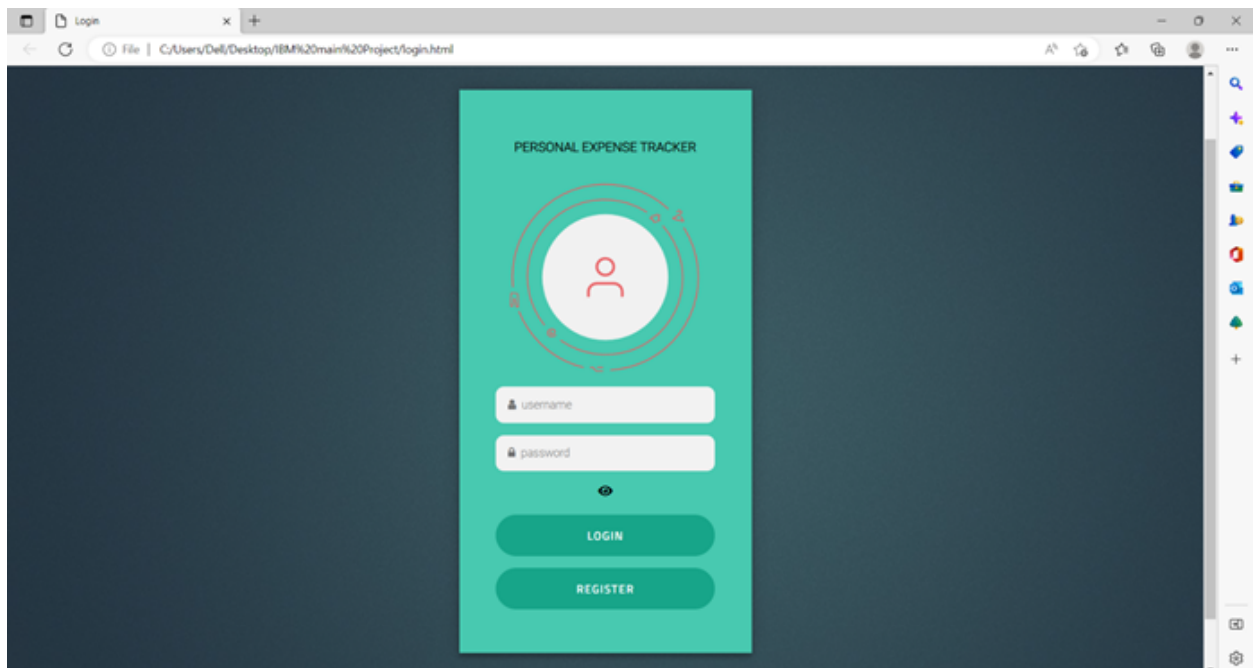 Login
File | C:/Users/Dell/Desktop/IBM%20main%20Project/login.html
PERSONAL EXPENSE TRACKER
username
password
LOGIN
REGISTER